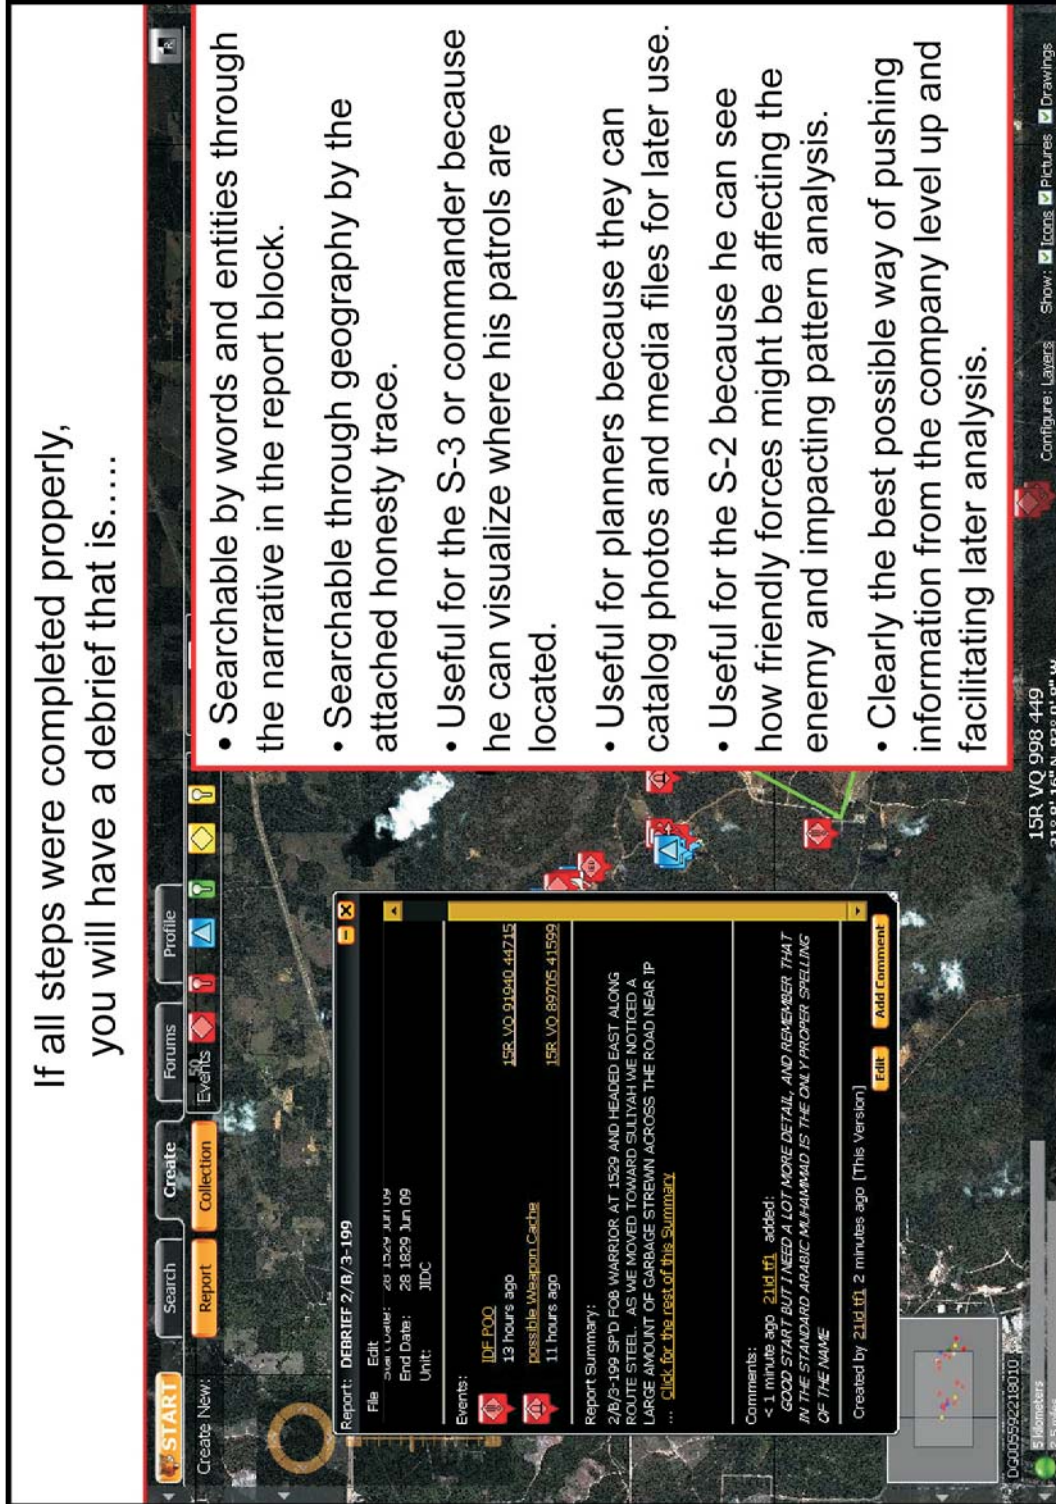 If all steps were completed properly,
you will have a debrief that is…..
START
Search
Create
Forums
Profile
R
Create New:
Report
Collection
50
Events
• Searchable by words and entities through
the narrative in the report block.
• Searchable through geography by the
attached honesty trace.
• Useful for the S-3 or commander because
he can visualize where his patrols are
located.
• Useful for planners because they can
catalog photos and media files for later use.
• Useful for the S-2 because he can see
how friendly forces might be affecting the
enemy and impacting pattern analysis.
• Clearly the best possible way of pushing
information from the company level up and
facilitating later analysis.
Report: DEBRIEF 2/B/3-199
File Edit
Start Date: 28 1529 Jun 09
End Date: 28 1829 Jun 09
Unit: JIDC
Events:
IDF POO 15R VQ 91940 44715
13 hours ago
possible Weapon Cache 15R VQ 89705 41599
11 hours ago
Report Summary:
2/B/3-199 SP'D FOB WARRIOR AT 1529 AND HEADED EAST ALONG
ROUTE STEEL. AS WE MOVED TOWARD SULIYAH WE NOTICED A
LARGE AMOUNT OF GARBAGE STREWN ACROSS THE ROAD NEAR IP
... Click for the rest of this Summary
Comments:
< 1 minute ago 21id tf1 added:
GOOD START BUT I NEED A LOT MORE DETAIL, AND REMEMBER THAT
IN THE STANDARD ARABIC MUHAMMAD IS THE ONLY PROPER SPELLING
OF THE NAME
Created by 21id tf1 2 minutes ago [This Version]
Edit
Add Comment
DG005592218010
5 kilometers
15R VQ 998 449
Configure: Layers Show: Icons Pictures Drawings